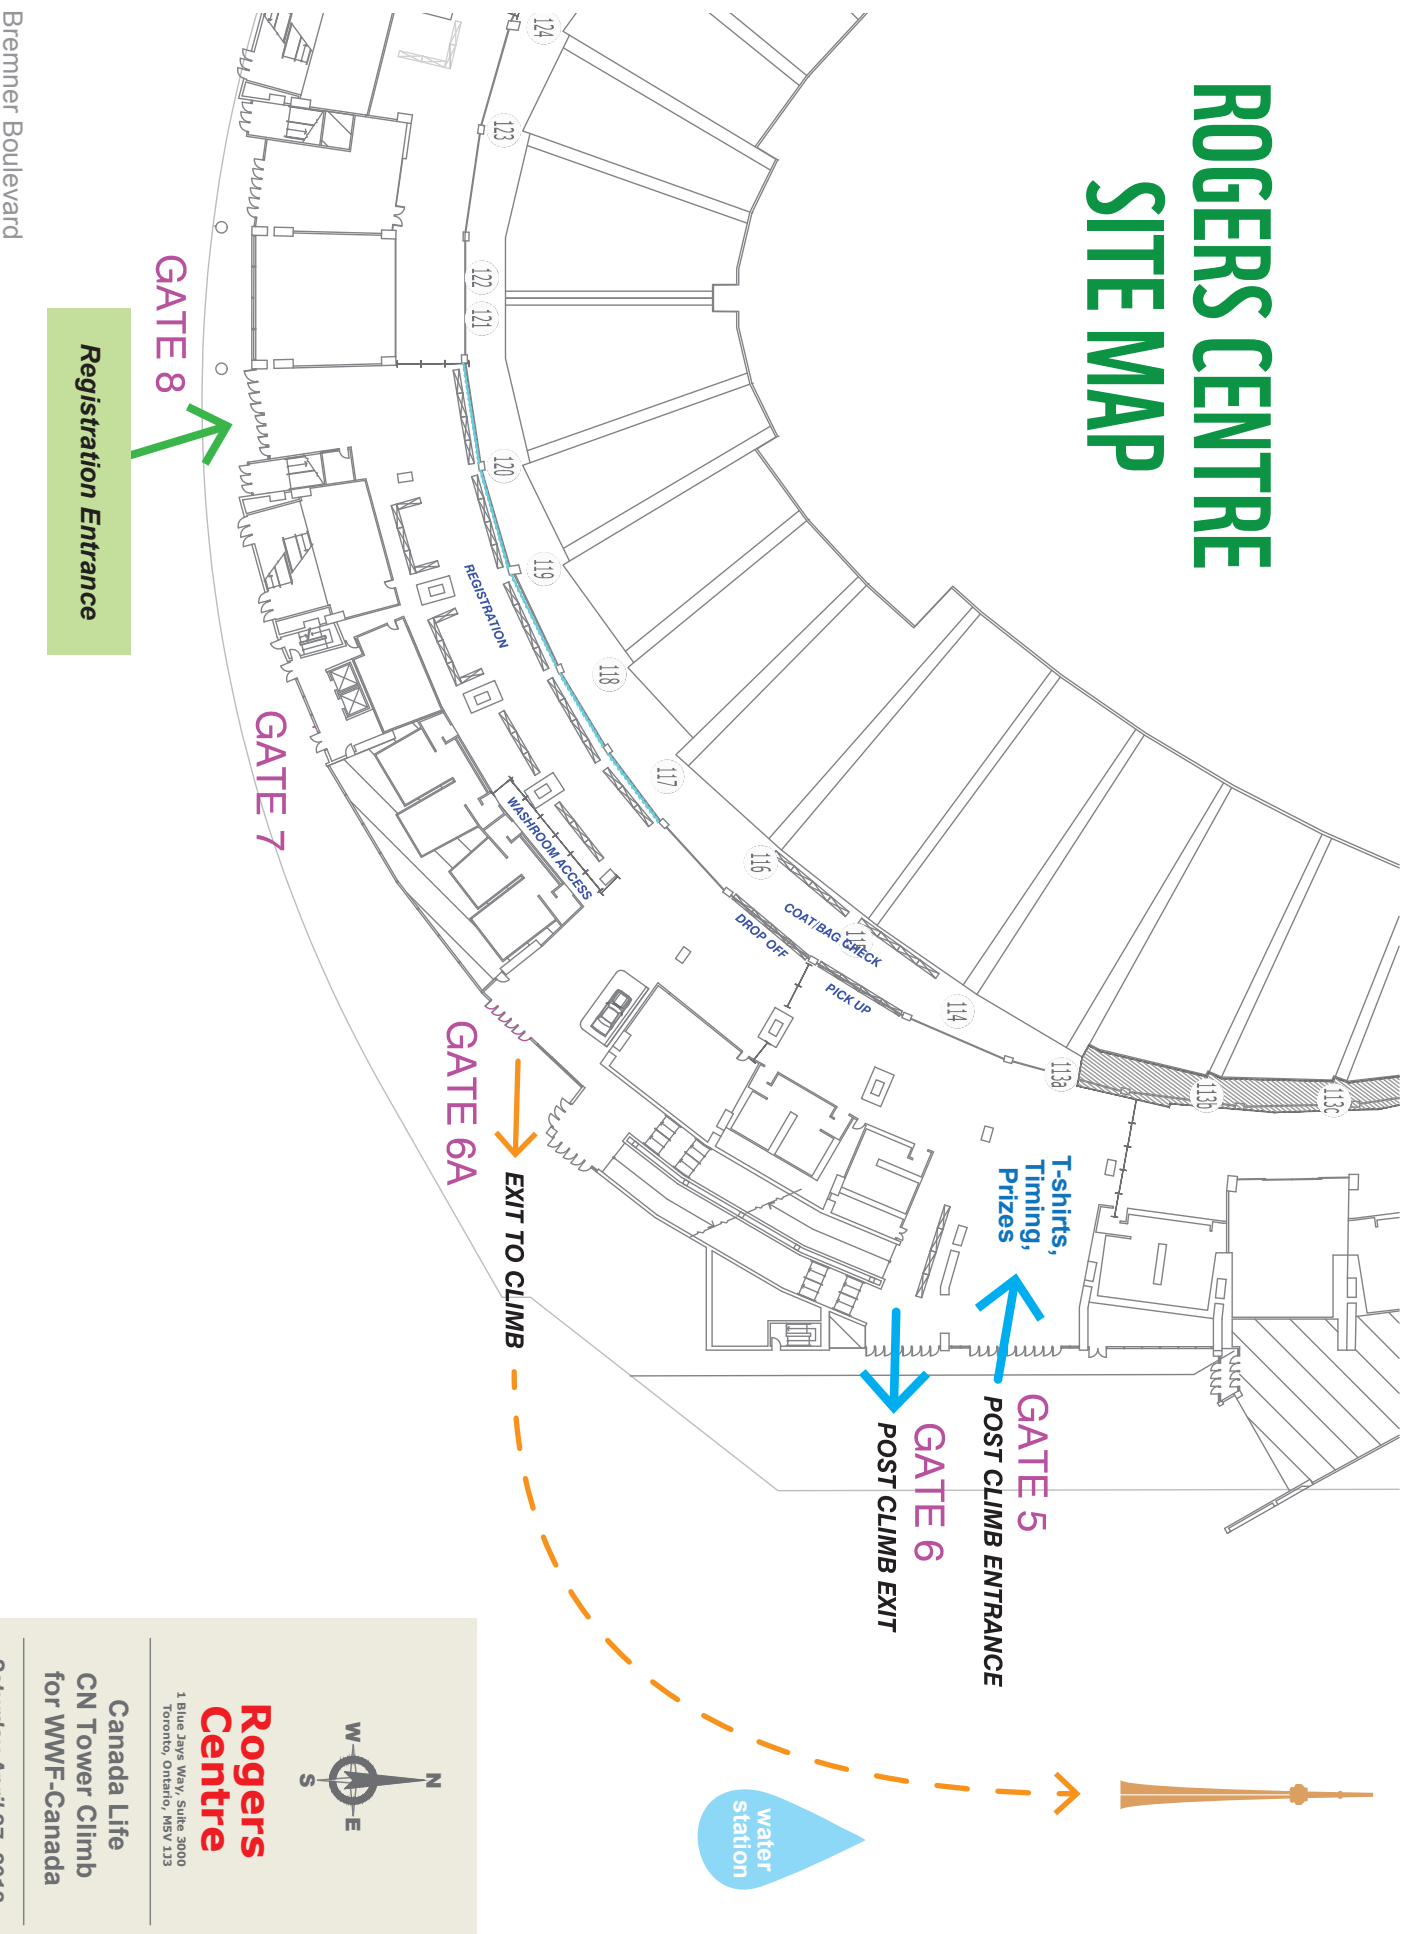 ROGERS CENTRE
SITE MAP
124
123
122
121
120
119
118
117
116
114
113a
113b
113c
REGISTRATION
WASHROOM ACCESS
COAT/BAG CHECK
DROP OFF
PICK UP
T-shirts,
Timing,
Prizes
GATE 8
Registration Entrance
GATE 7
GATE 6A
EXIT TO CLIMB
GATE 5
POST CLIMB ENTRANCE
GATE 6
POST CLIMB EXIT
Bremner Boulevard
water
station
N
W
E
S
Rogers
Centre
1 Blue Jays Way, Suite 3000
Toronto, Ontario, M5V 1J3
Canada Life
CN Tower Climb
for WWF-Canada